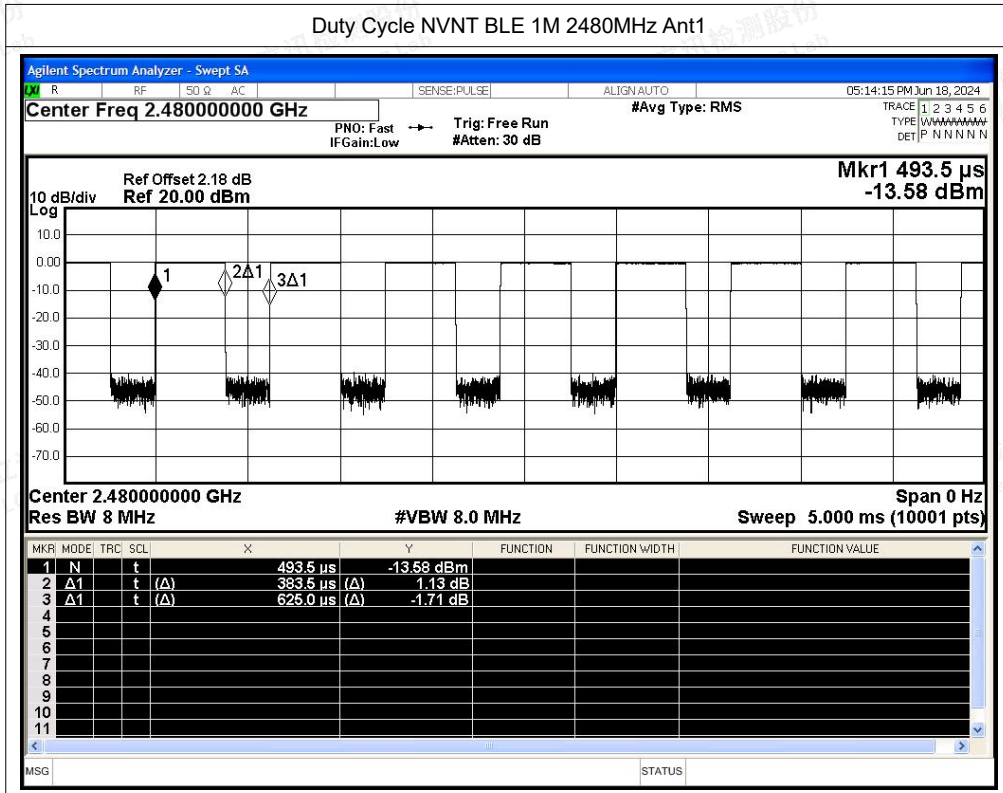 Duty Cycle NVNT BLE 1M 2480MHz Ant1
Agilent Spectrum Analyzer - Swept SA
LXI R RF 50 Ω AC SENSE:PULSE ALIGNAUTO 05:14:15 PM Jun 18, 2024
Center Freq 2.480000000 GHz #Avg Type: RMS TRACE 1 2 3 4 5 6
PNO: Fast Trig: Free Run TYPE WWWWWW
IFGain:Low #Atten: 30 dB DET P N N N N N
Mkr1 493.5 µs
Ref Offset 2.18 dB
10 dB/div Ref 20.00 dBm -13.58 dBm
Log
10.0
0.00
1 2Δ1 3Δ1
-10.0
-20.0
-30.0
-40.0
-50.0
-60.0
-70.0
Center 2.480000000 GHz Span 0 Hz
Res BW 8 MHz #VBW 8.0 MHz Sweep 5.000 ms (10001 pts)
MKR MODE TRC SCL X Y FUNCTION FUNCTION WIDTH FUNCTION VALUE
1 N t 493.5 µs -13.58 dBm
2 Δ1 t (Δ) 383.5 µs (Δ) 1.13 dB
3 Δ1 t (Δ) 625.0 µs (Δ) -1.71 dB
4
5
6
7
8
9
10
11
MSG STATUS